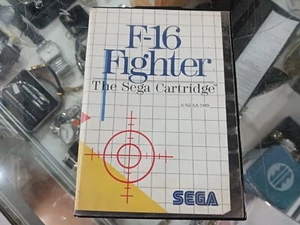 F-16
Fighter
The Sega Cartridge
SEGA